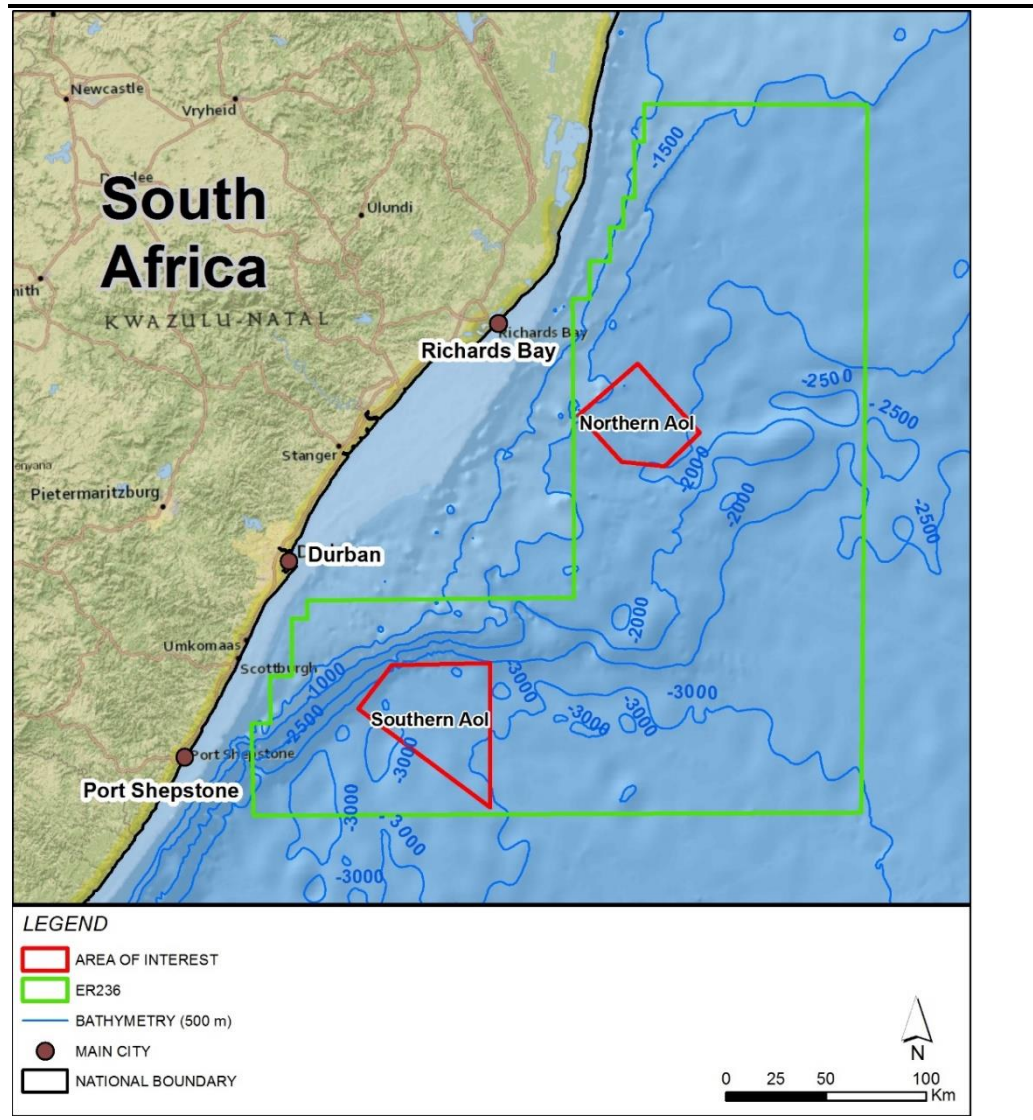 Newcastle
Vryheid
South
Africa
Ulundi
KWAZULU-NATAL
Richards Bay
Richards Bay
Stanger
Pietermaritzburg
Durban
Umkomaas
Scottburgh
Port Shepstone
Port Shepstone
Northern AoI
Southern AoI
-1500
-2500
-2500
-2000
-2000
-2500
-2000
-1000
-2500
-3000
-3000
-3000
-3000
-3000
-3000
-3000
-3000
LEGEND
AREA OF INTEREST
ER236
BATHYMETRY (500 m)
MAIN CITY
NATIONAL BOUNDARY
N
0 25 50 100
Km